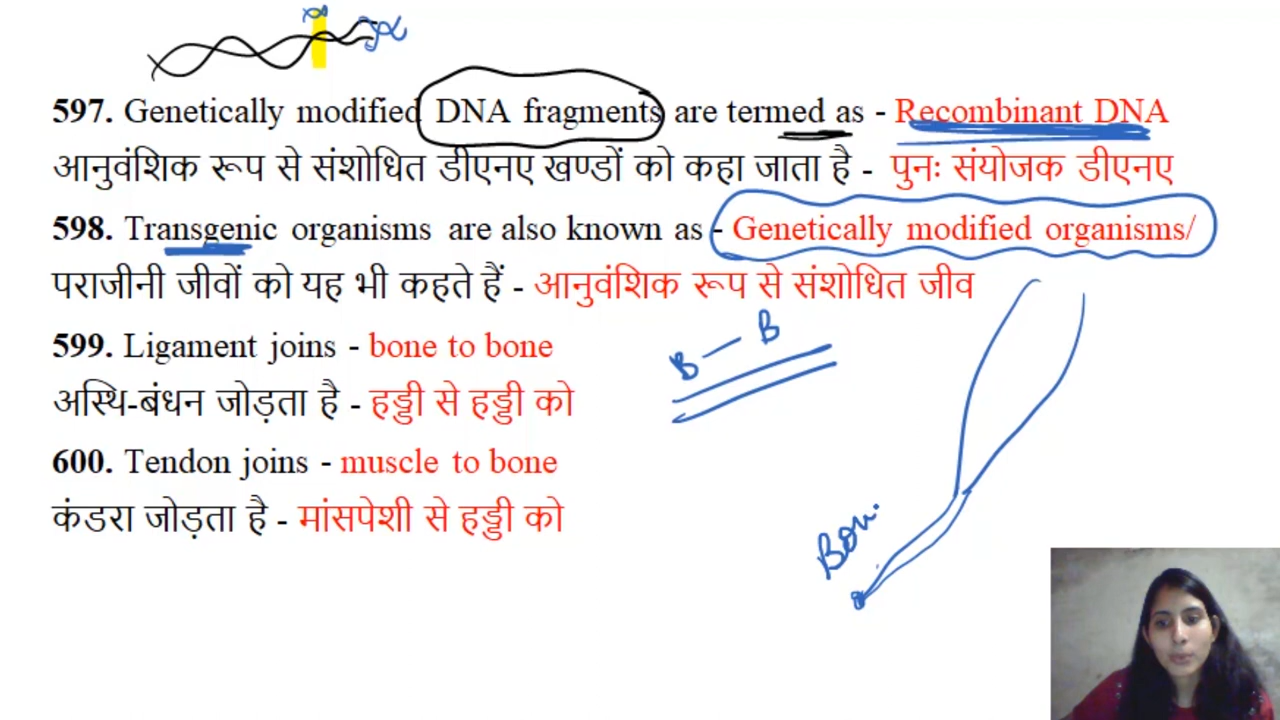 597. Genetically modified DNA fragments are termed as - Recombinant DNA
आनुवंशिक रूप से संशोधित डीएनए खण्डों को कहा जाता है - पुनः संयोजक डीएनए
598. Transgenic organisms are also known as - Genetically modified organisms/
पराजीनी जीवों को यह भी कहते हैं - आनुवंशिक रूप से संशोधित जीव
599. Ligament joins - bone to bone
B — B
अस्थि-बंधन जोड़ता है - हड्डी से हड्डी को
600. Tendon joins - muscle to bone
कंडरा जोड़ता है - मांसपेशी से हड्डी को